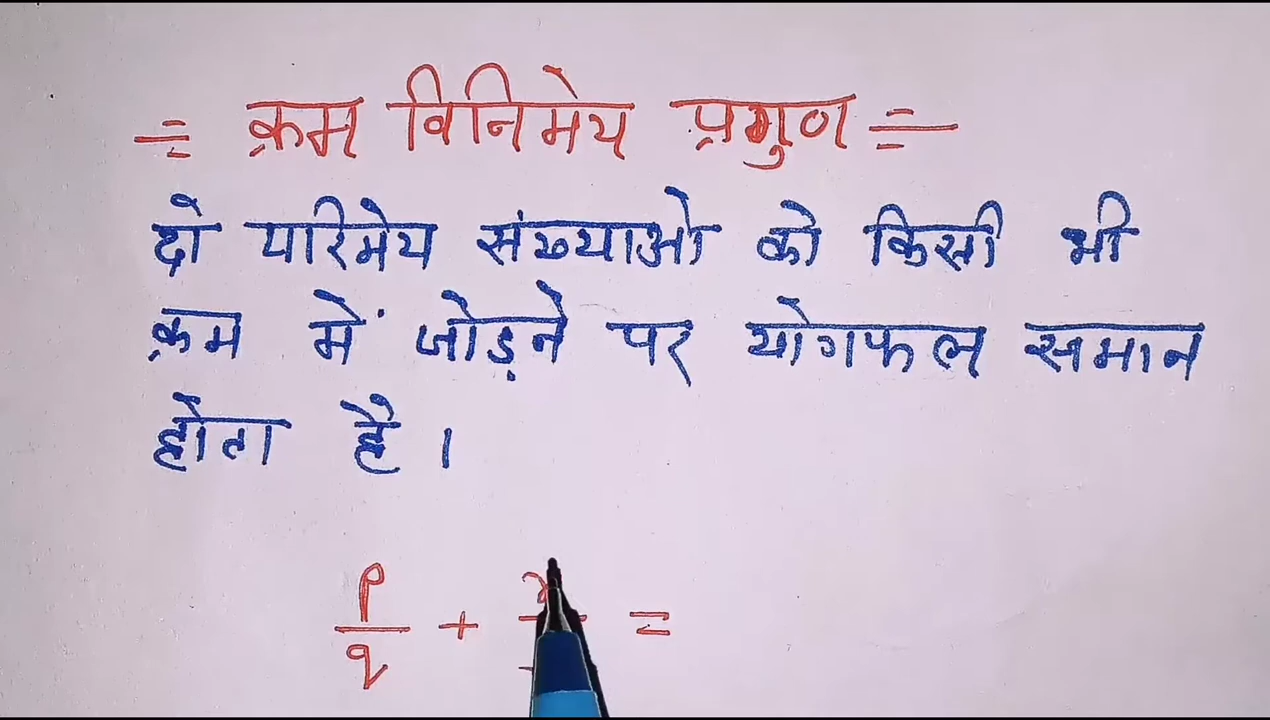 = क्रम विनिमेय प्रगुण =
दो परिमेय संख्याओ को किसी भी
क्रम में जोड़ने पर योगफल समान
होता है ।
p/q + =